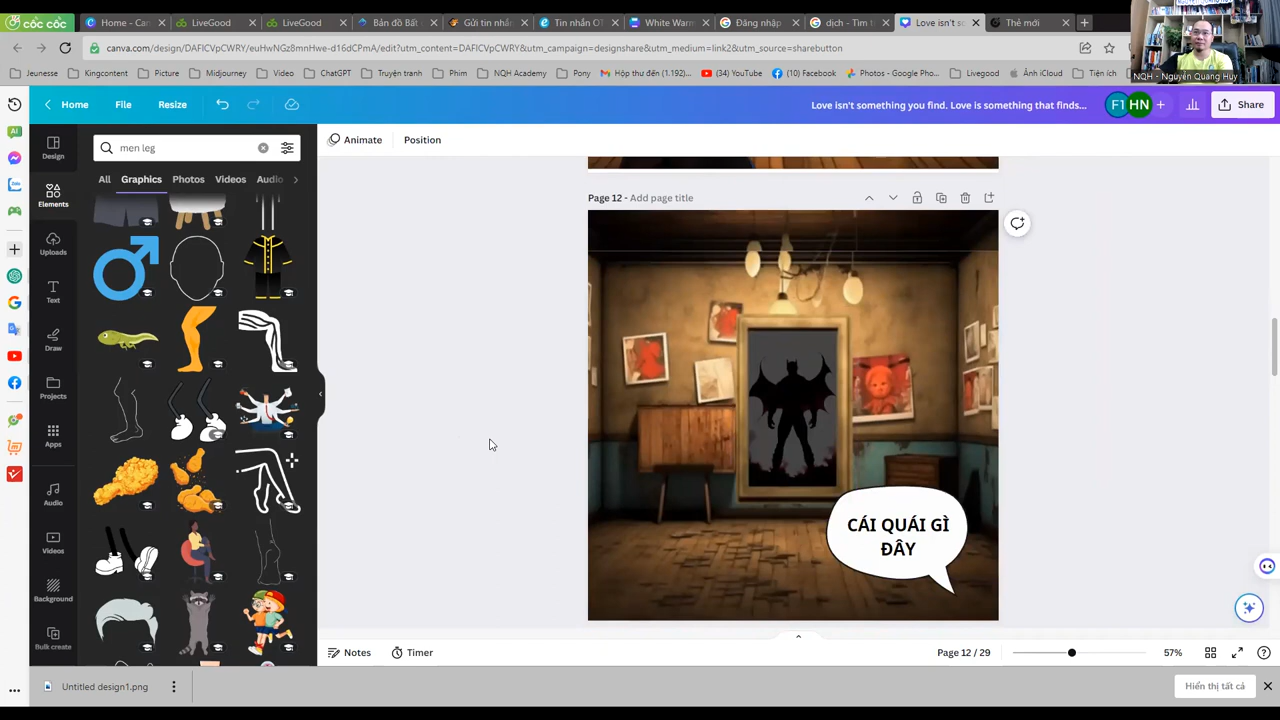 cốc cốc
Home - Can
LiveGood
LiveGood
Bản đồ Bất
Gửi tin nhắn
Tin nhắn OT
White Warm
Đăng nhập
dịch - Tìm t
Love isn't s
Thẻ mới
canva.com/design/DAFlCVpCWRY/euHwNGz8mnHwe-d16dCPmA/edit?utm_content=DAFlCVpCWRY&utm_campaign=designshare&utm_medium=link2&utm_source=sharebutton
NQH - Nguyễn Quang Huy
Jeunesse
Kingcontent
Picture
Midjourney
Video
ChatGPT
Truyện tranh
Phim
NQH Academy
Pony
Hộp thư đến (1.192)...
(34) YouTube
(10) Facebook
Photos - Google Pho...
Livegood
Ảnh iCloud
Tiện ích
Home
File
Resize
Love isn't something you find. Love is something that finds...
F1
HN
Share
Design
men leg
Animate
Position
All
Graphics
Photos
Videos
Audio
Elements
Page 12 - Add page title
Uploads
Text
Draw
Projects
Apps
Audio
Videos
Background
Bulk create
CÁI QUÁI GÌ
ĐÂY
Notes
Timer
Page 12 / 29
57%
Untitled design1.png
Hiển thị tất cả